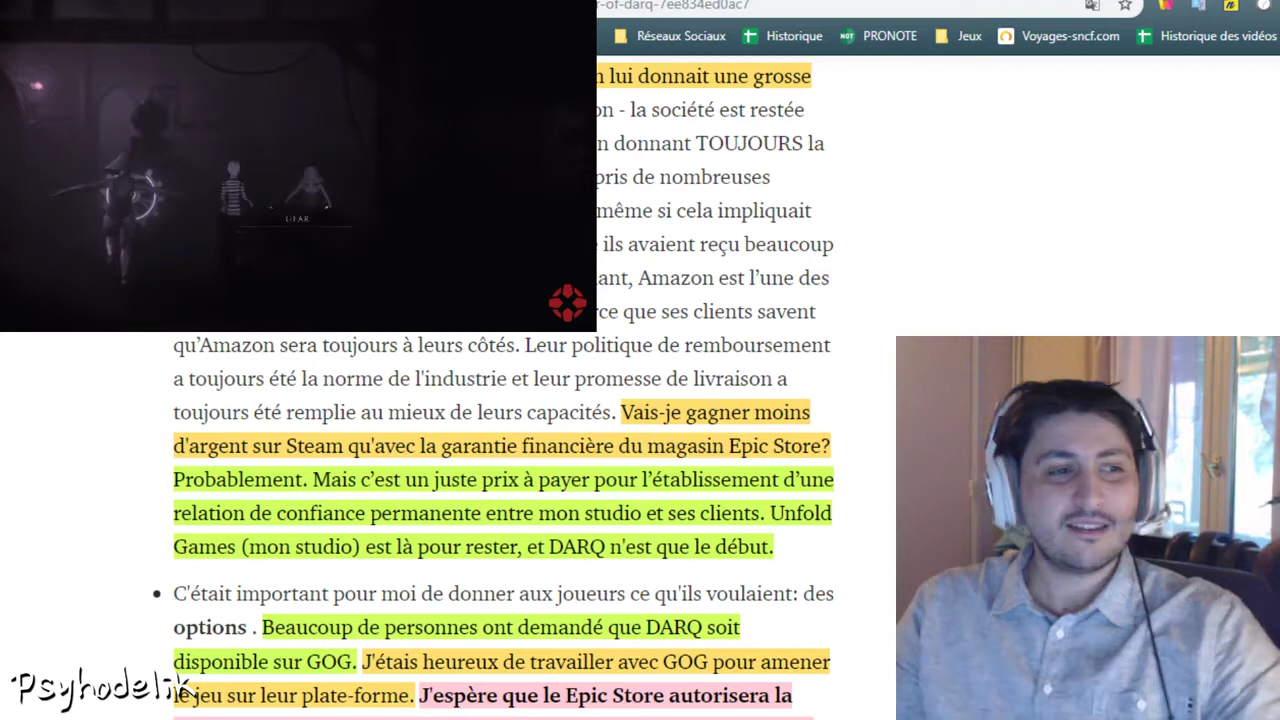 r-of-darq-7ee834ed0ac7
Réseaux Sociaux
Historique
NOT
PRONOTE
Jeux
Voyages-sncf.com
Historique des vidéos
n lui donnait une grosse
on - la société est restée
n donnant TOUJOURS la
pris de nombreuses
même si cela impliquait
ils avaient reçu beaucoup
ant, Amazon est l’une des
rce que ses clients savent
GEAR
qu’Amazon sera toujours à leurs côtés. Leur politique de remboursement
a toujours été la norme de l'industrie et leur promesse de livraison a
toujours été remplie au mieux de leurs capacités. Vais-je gagner moins
d'argent sur Steam qu'avec la garantie financière du magasin Epic Store?
Probablement. Mais c’est un juste prix à payer pour l’établissement d’une
relation de confiance permanente entre mon studio et ses clients. Unfold
Games (mon studio) est là pour rester, et DARQ n'est que le début.
• C'était important pour moi de donner aux joueurs ce qu'ils voulaient: des
options . Beaucoup de personnes ont demandé que DARQ soit
disponible sur GOG. J'étais heureux de travailler avec GOG pour amener
le jeu sur leur plate-forme. J'espère que le Epic Store autorisera la
Psyhodelik